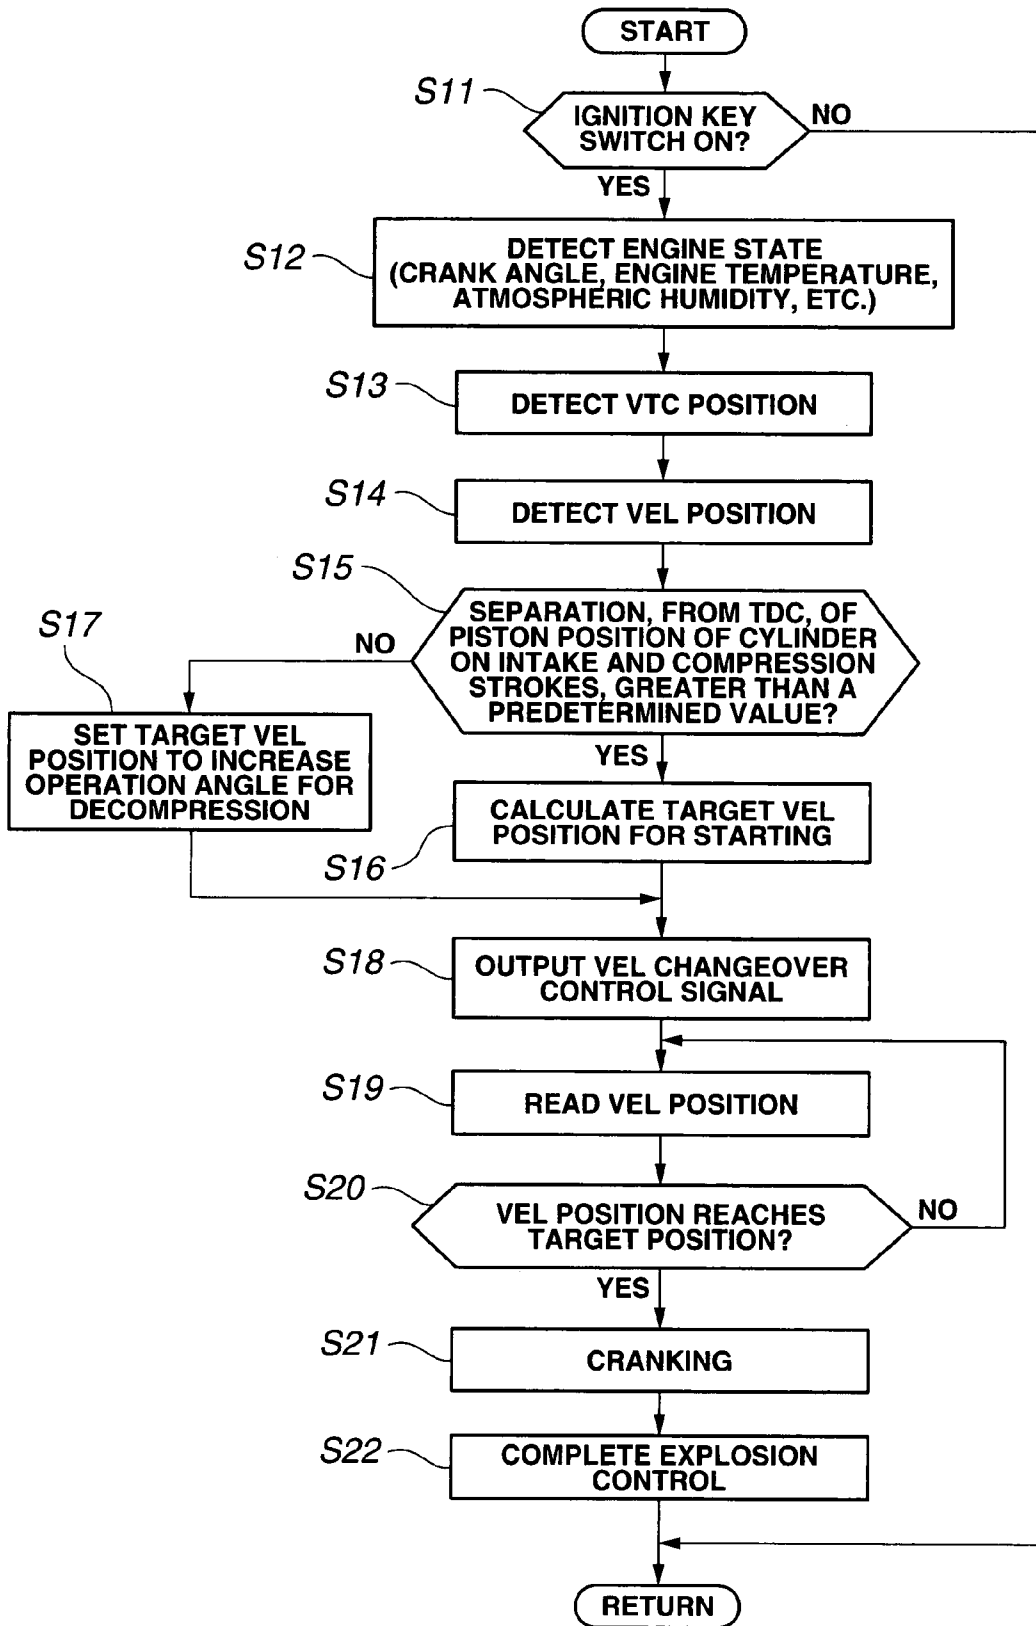 START
S11
IGNITION KEY
SWITCH ON?
NO
YES
S12
DETECT ENGINE STATE
(CRANK ANGLE, ENGINE TEMPERATURE,
ATMOSPHERIC HUMIDITY, ETC.)
S13
DETECT VTC POSITION
S14
DETECT VEL POSITION
S15
SEPARATION, FROM TDC, OF
PISTON POSITION OF CYLINDER
ON INTAKE AND COMPRESSION
STROKES, GREATER THAN A
PREDETERMINED VALUE?
NO
YES
S17
SET TARGET VEL
POSITION TO INCREASE
OPERATION ANGLE FOR
DECOMPRESSION
S16
CALCULATE TARGET VEL
POSITION FOR STARTING
S18
OUTPUT VEL CHANGEOVER
CONTROL SIGNAL
S19
READ VEL POSITION
S20
VEL POSITION REACHES
TARGET POSITION?
NO
YES
S21
CRANKING
S22
COMPLETE EXPLOSION
CONTROL
RETURN